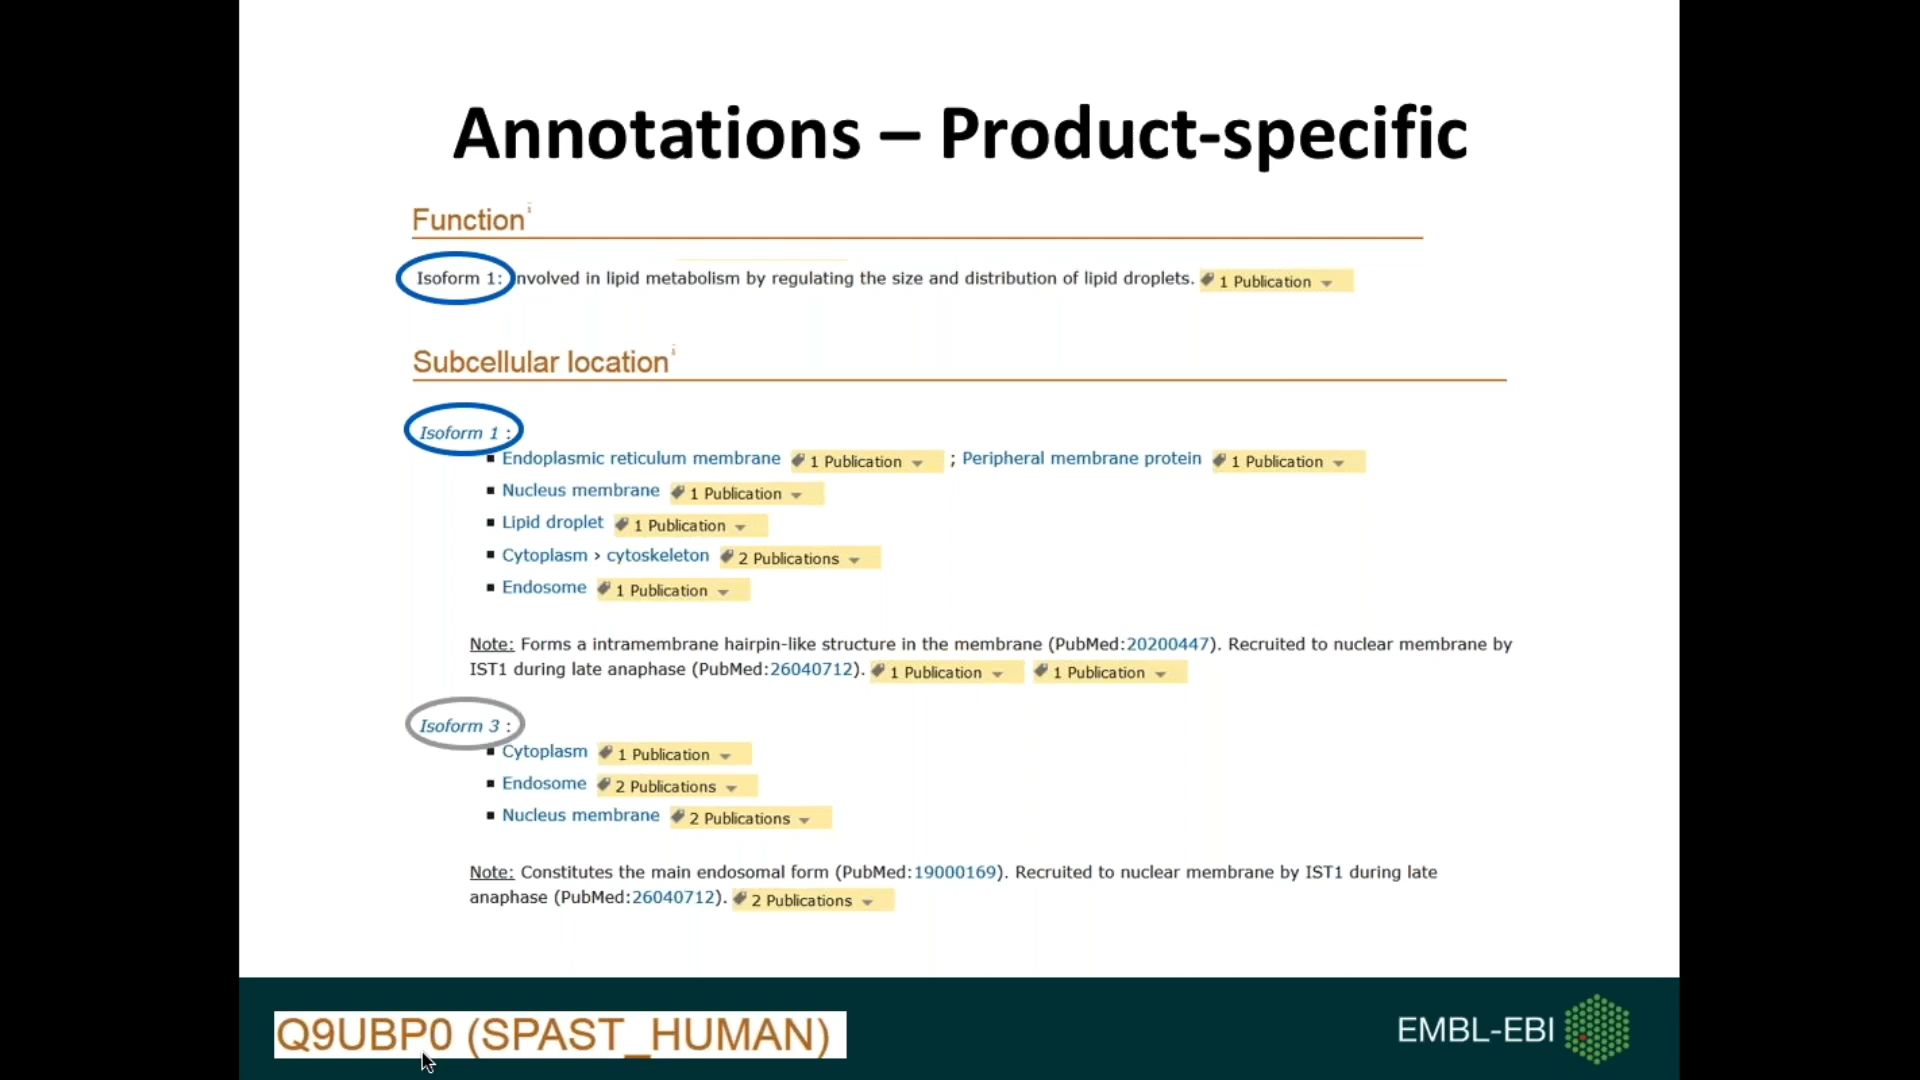 Annotations – Product-specific
Function i
Isoform 1: Involved in lipid metabolism by regulating the size and distribution of lipid droplets. 1 Publication
Subcellular location i
Isoform 1 :
Endoplasmic reticulum membrane 1 Publication ; Peripheral membrane protein 1 Publication
Nucleus membrane 1 Publication
Lipid droplet 1 Publication
Cytoplasm › cytoskeleton 2 Publications
Endosome 1 Publication
Note: Forms a intramembrane hairpin-like structure in the membrane (PubMed:20200447). Recruited to nuclear membrane by
IST1 during late anaphase (PubMed:26040712). 1 Publication 1 Publication
Isoform 3 :
Cytoplasm 1 Publication
Endosome 2 Publications
Nucleus membrane 2 Publications
Note: Constitutes the main endosomal form (PubMed:19000169). Recruited to nuclear membrane by IST1 during late
anaphase (PubMed:26040712). 2 Publications
Q9UBP0 (SPAST_HUMAN)
EMBL-EBI